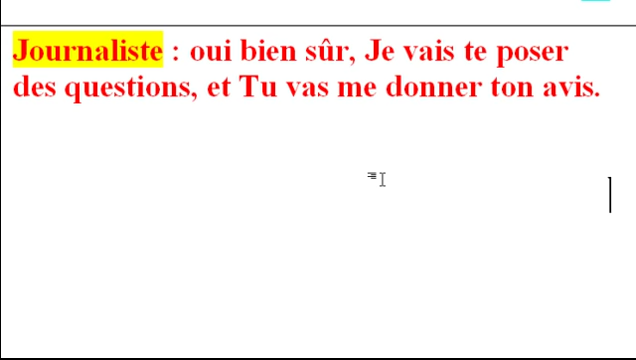 Journaliste : oui bien sûr, Je vais te poser
des questions, et Tu vas me donner ton avis.